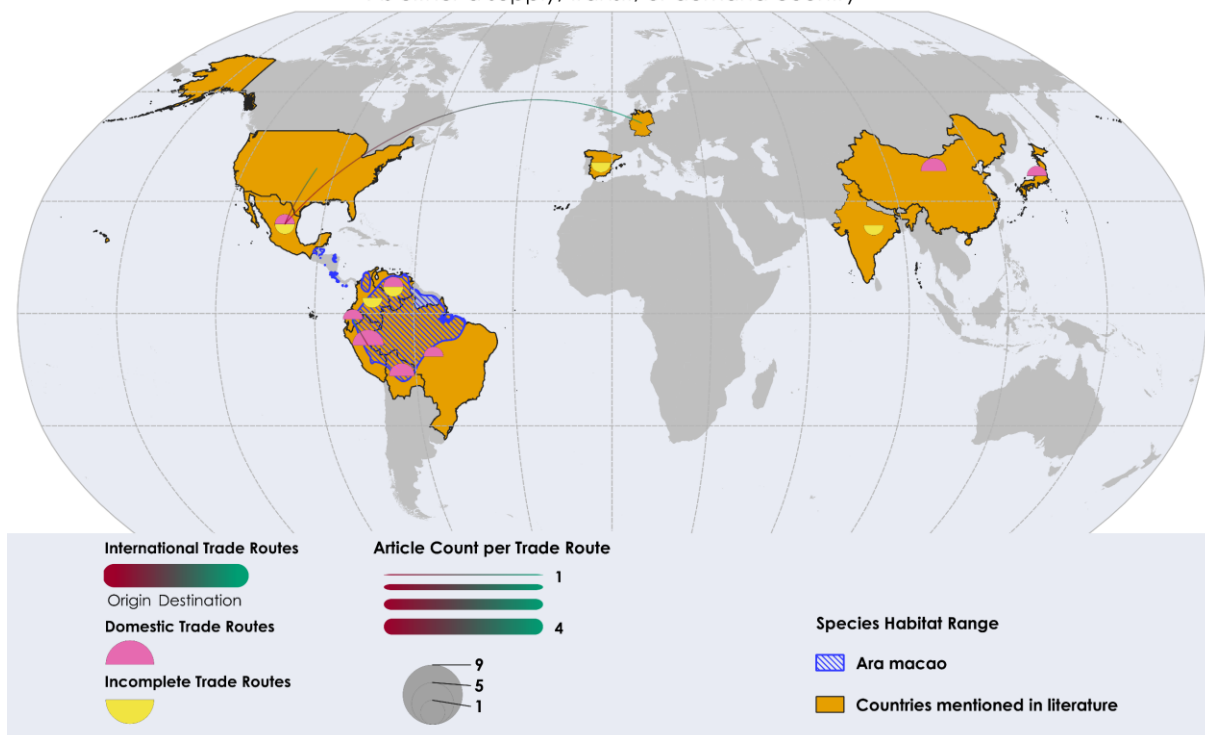 International Trade Routes
Origin Destination
Domestic Trade Routes
Incomplete Trade Routes
Article Count per Trade Route
1
4
9
5
1
Species Habitat Range
Ara macao
Countries mentioned in literature